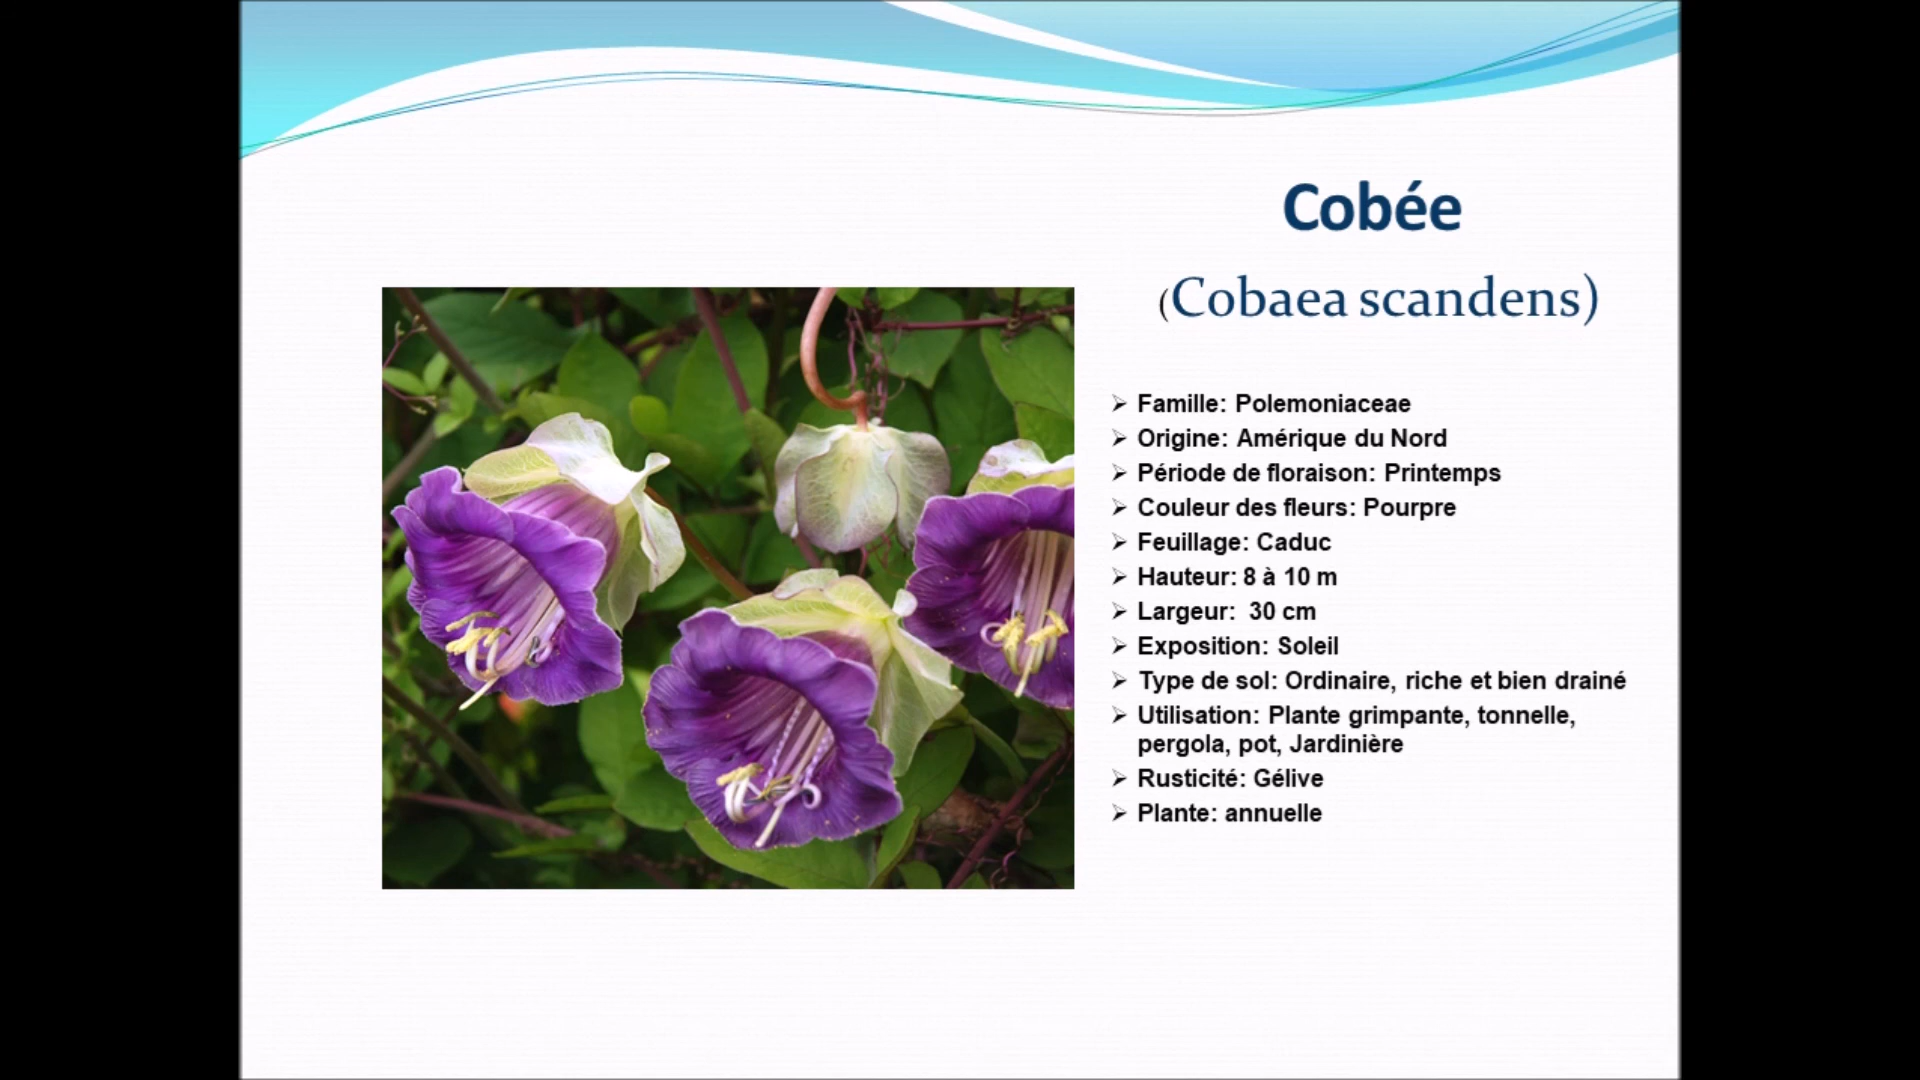 Cobée
(Cobaea scandens)
Famille: Polemoniaceae
Origine: Amérique du Nord
Période de floraison: Printemps
Couleur des fleurs: Pourpre
Feuillage: Caduc
Hauteur: 8 à 10 m
Largeur: 30 cm
Exposition: Soleil
Type de sol: Ordinaire, riche et bien drainé
Utilisation: Plante grimpante, tonnelle,
pergola, pot, Jardinière
Rusticité: Gélive
Plante: annuelle